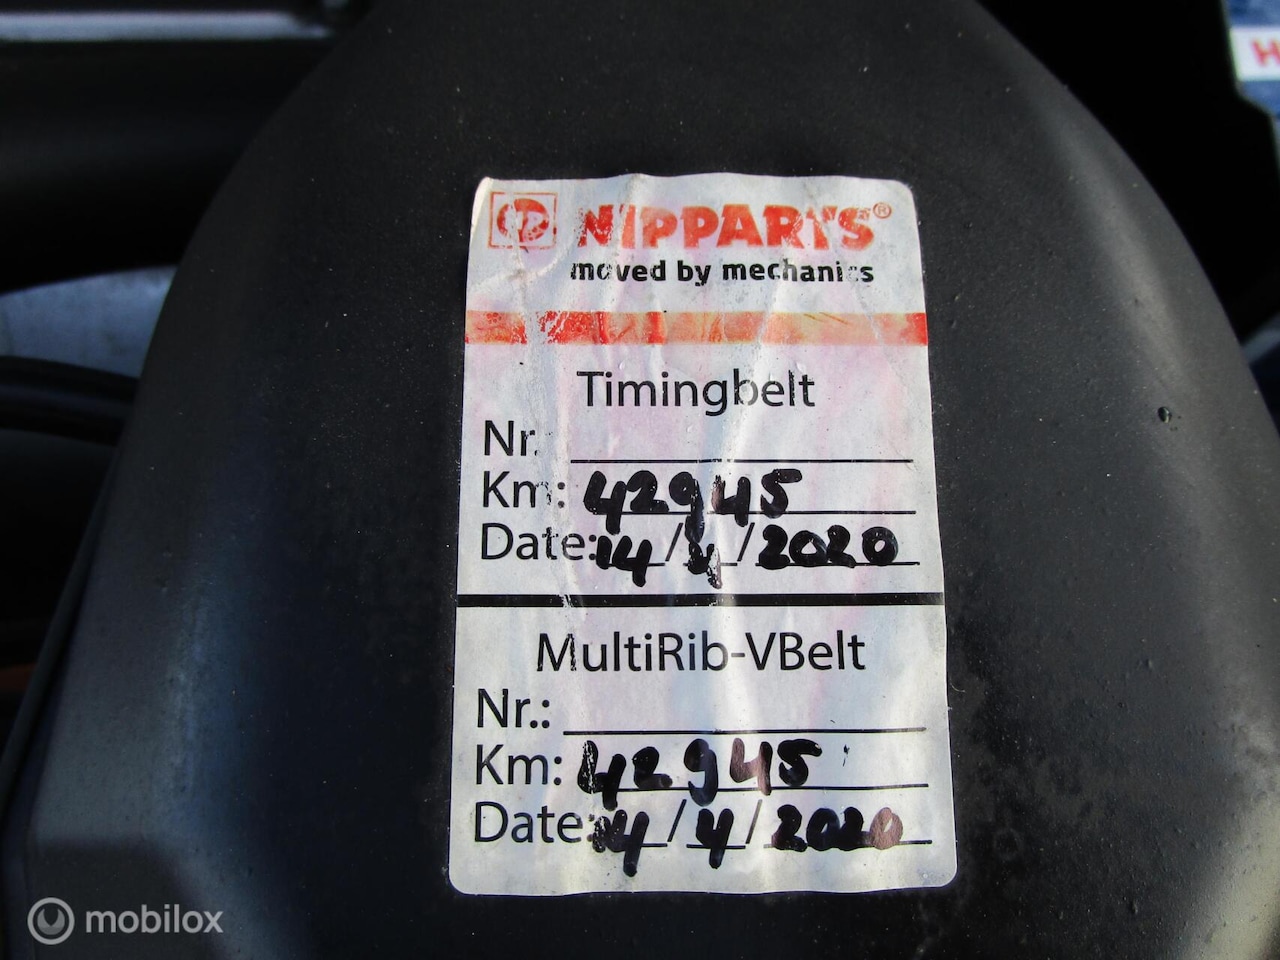 NIPPARTS®
moved by mechanics
Timingbelt
Nr.
Km: 42945
Date: 14/4/2020
MultiRib-VBelt
Nr.:
Km: 42945
Date: 14/4/2020
H
mobilox